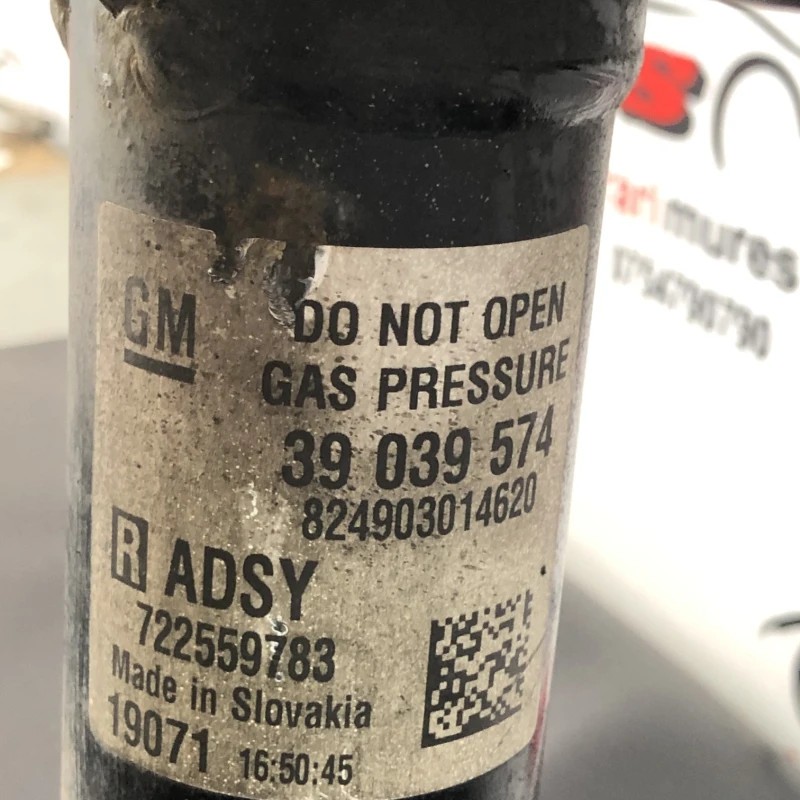 GM
DO NOT OPEN
GAS PRESSURE
39 039 574
824903014620
R ADSY
722559783
Made in Slovakia
19071 16:50:45
mures